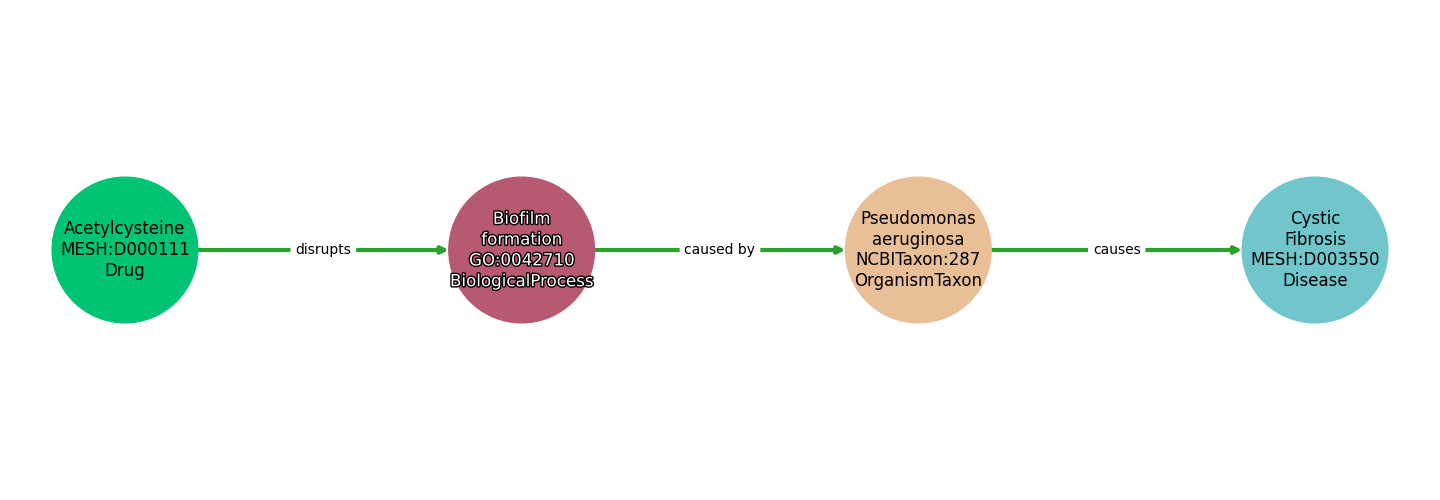 Acetylcysteine
MESH:D000111
Drug
disrupts
Biofilm
formation
GO:0042710
BiologicalProcess
caused by
Pseudomonas
aeruginosa
NCBITaxon:287
OrganismTaxon
causes
Cystic
Fibrosis
MESH:D003550
Disease